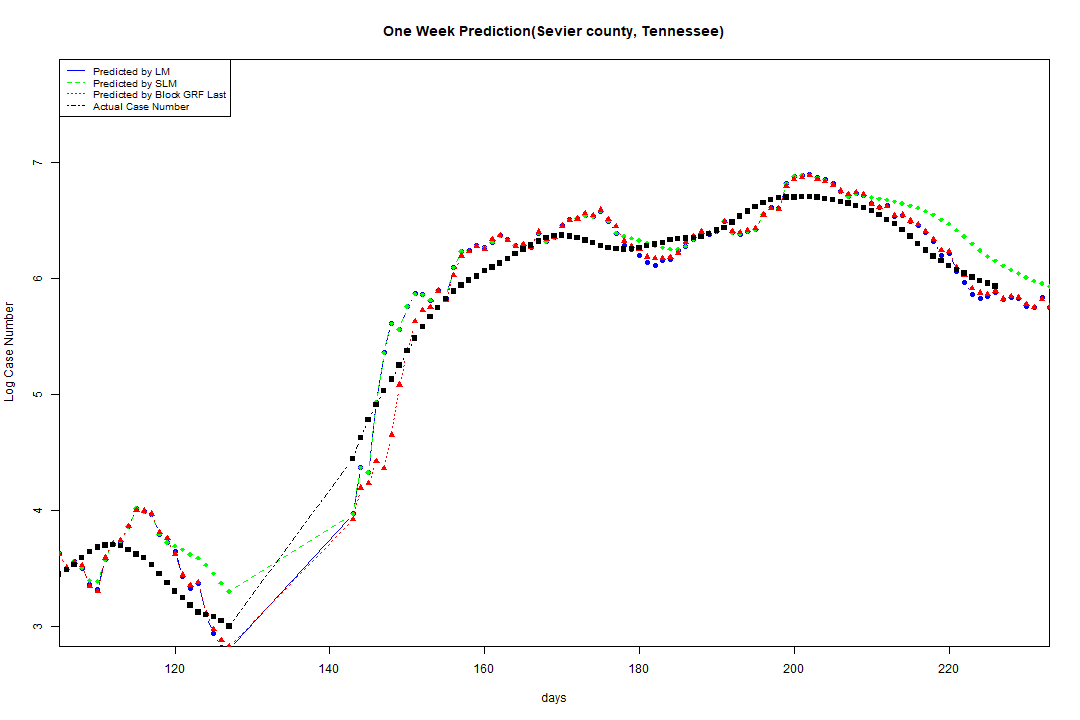 One Week Prediction(Sevier county, Tennessee)
Predicted by LM
Predicted by SLM
Predicted by Block GRF Last
Actual Case Number
7
6
5
4
3
Log Case Number
120 140 160 180 200 220
days